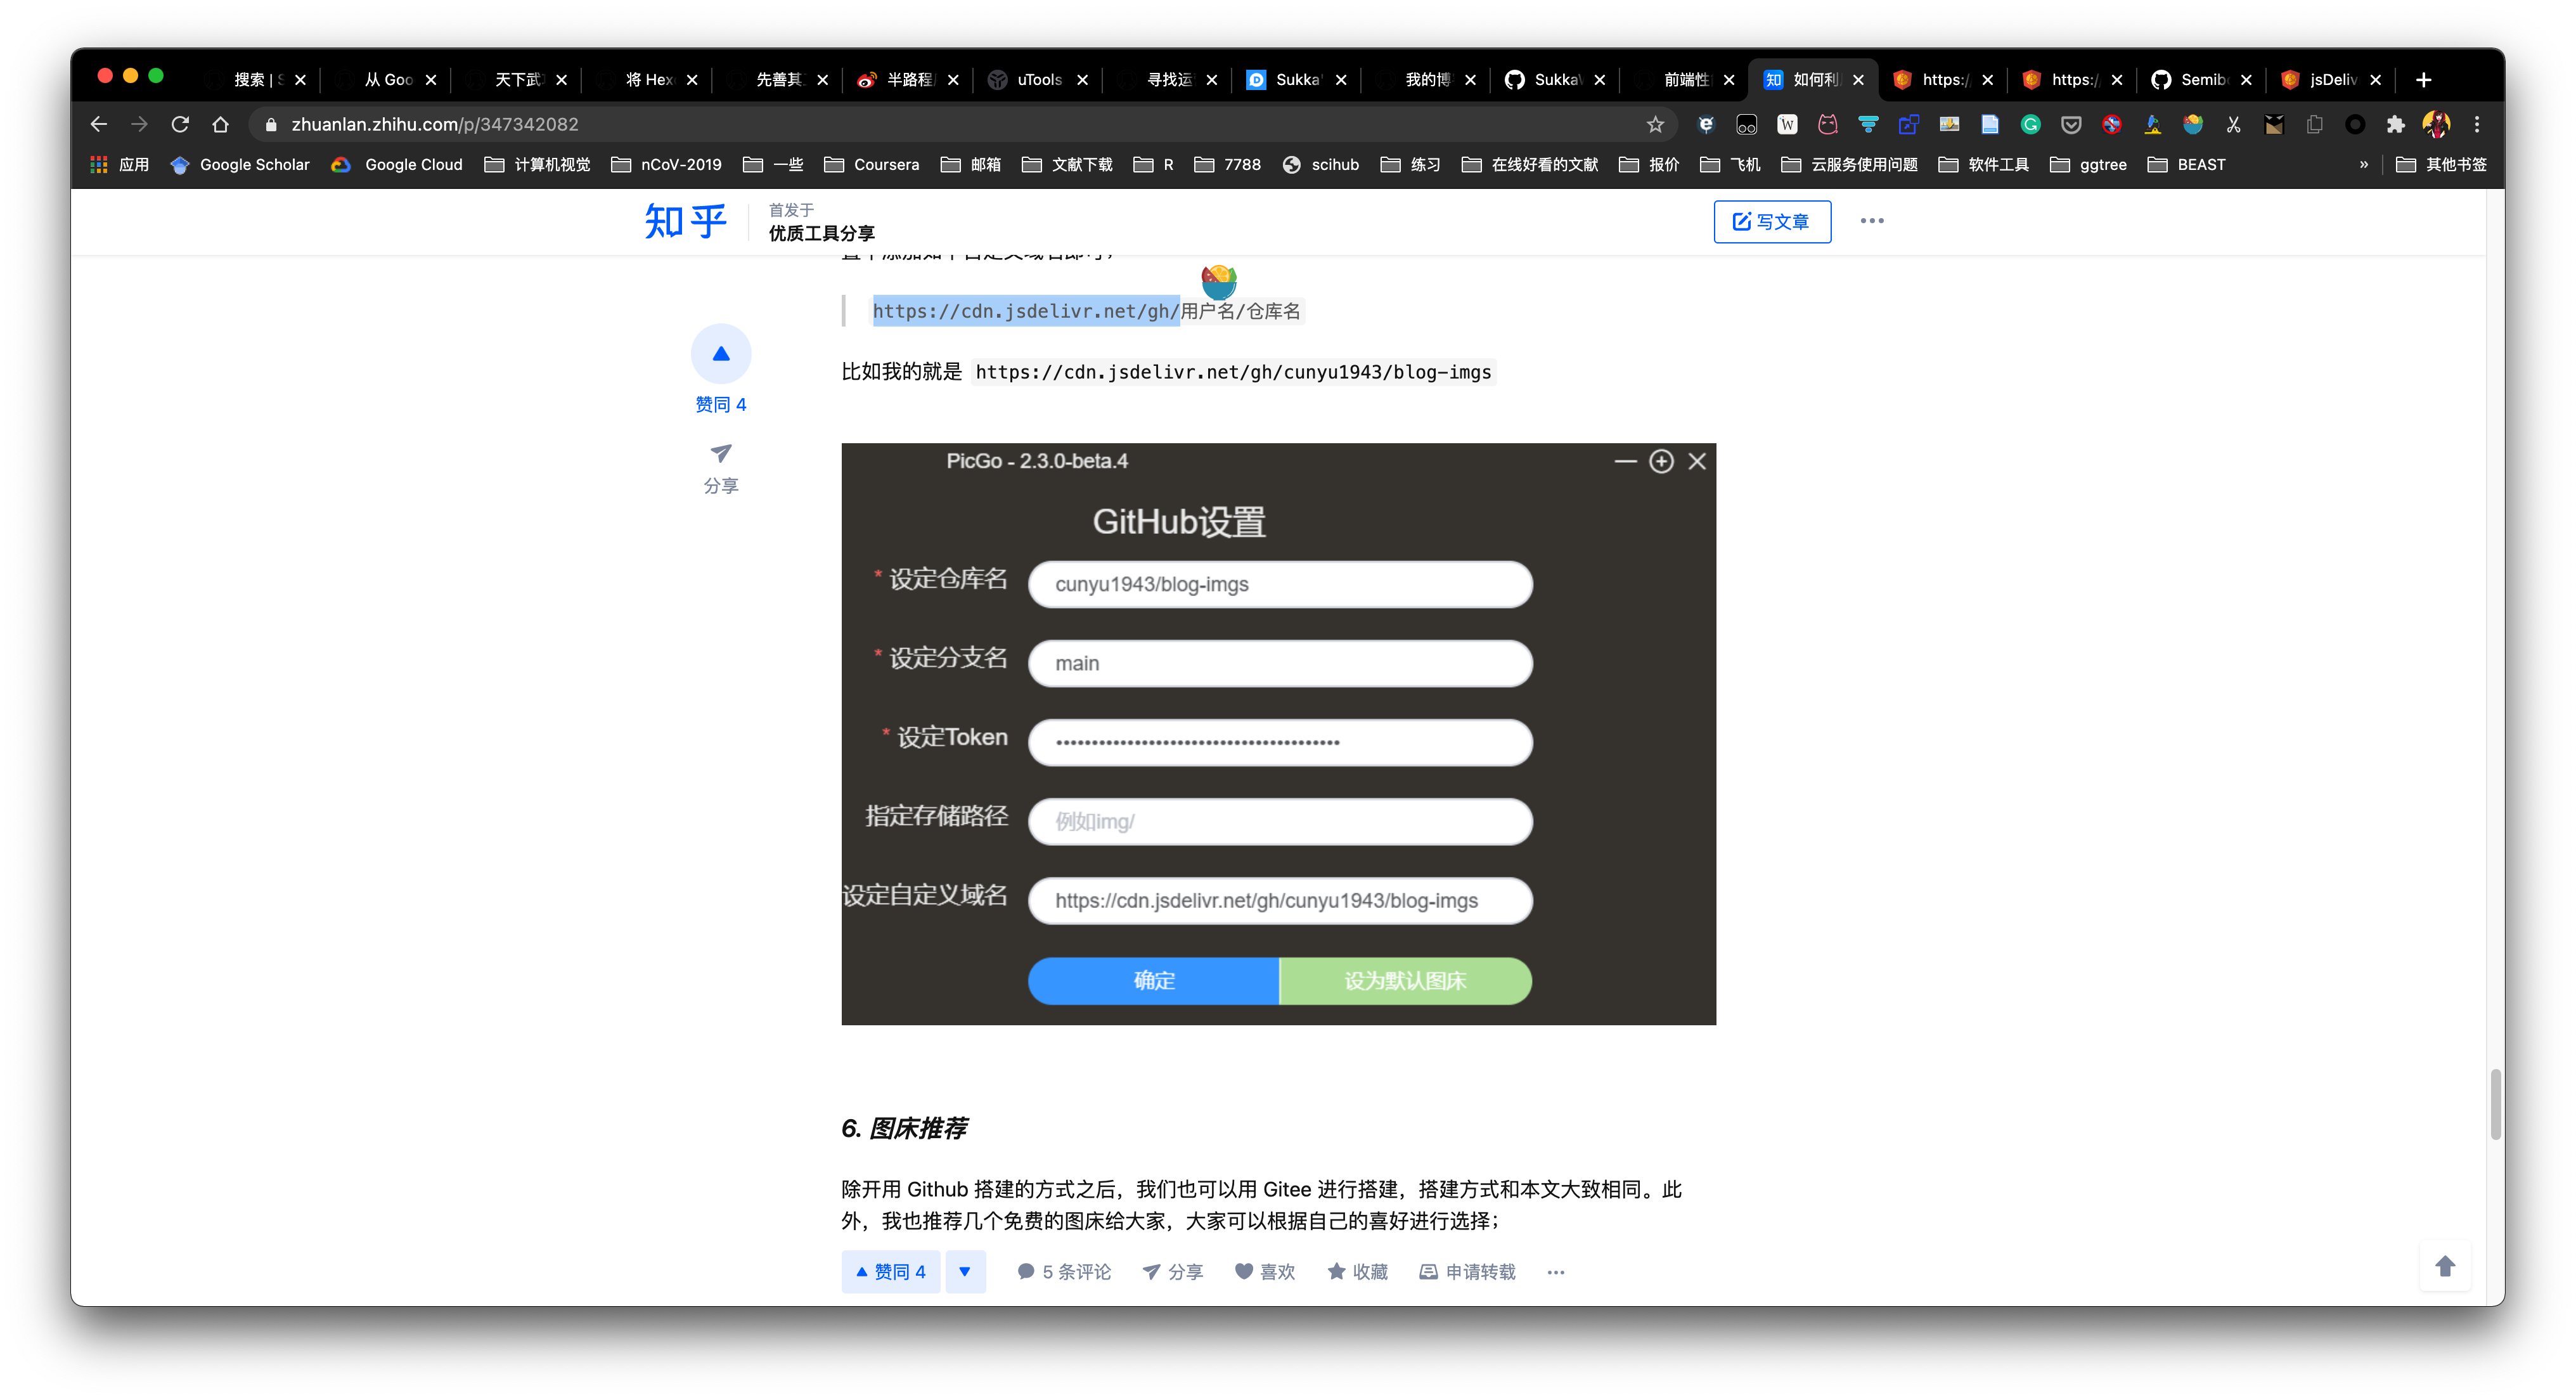 搜索 | S
从 Goo
天下武
将 Hex
先善其
半路程
uTools
寻找运
Sukka'
我的博
SukkaW
前端性
如何利
https:/
https:/
Semibo
jsDeliv
zhuanlan.zhihu.com/p/347342082
应用
Google Scholar
Google Cloud
计算机视觉
nCoV-2019
一些
Coursera
邮箱
文献下载
R
7788
scihub
练习
在线好看的文献
报价
飞机
云服务使用问题
软件工具
ggtree
BEAST
»
其他书签
知乎
首发于
优质工具分享
写文章
https://cdn.jsdelivr.net/gh/用户名/仓库名
比如我的就是 https://cdn.jsdelivr.net/gh/cunyu1943/blog-imgs
赞同 4
分享
PicGo - 2.3.0-beta.4
GitHub设置
* 设定仓库名 cunyu1943/blog-imgs
* 设定分支名 main
* 设定Token
指定存储路径 例如img/
设定自定义域名 https://cdn.jsdelivr.net/gh/cunyu1943/blog-imgs
确定 设为默认图床
6. 图床推荐
除开用 Github 搭建的方式之后，我们也可以用 Gitee 进行搭建，搭建方式和本文大致相同。此
外，我也推荐几个免费的图床给大家，大家可以根据自己的喜好进行选择；
赞同 4 5 条评论 分享 喜欢 收藏 申请转载